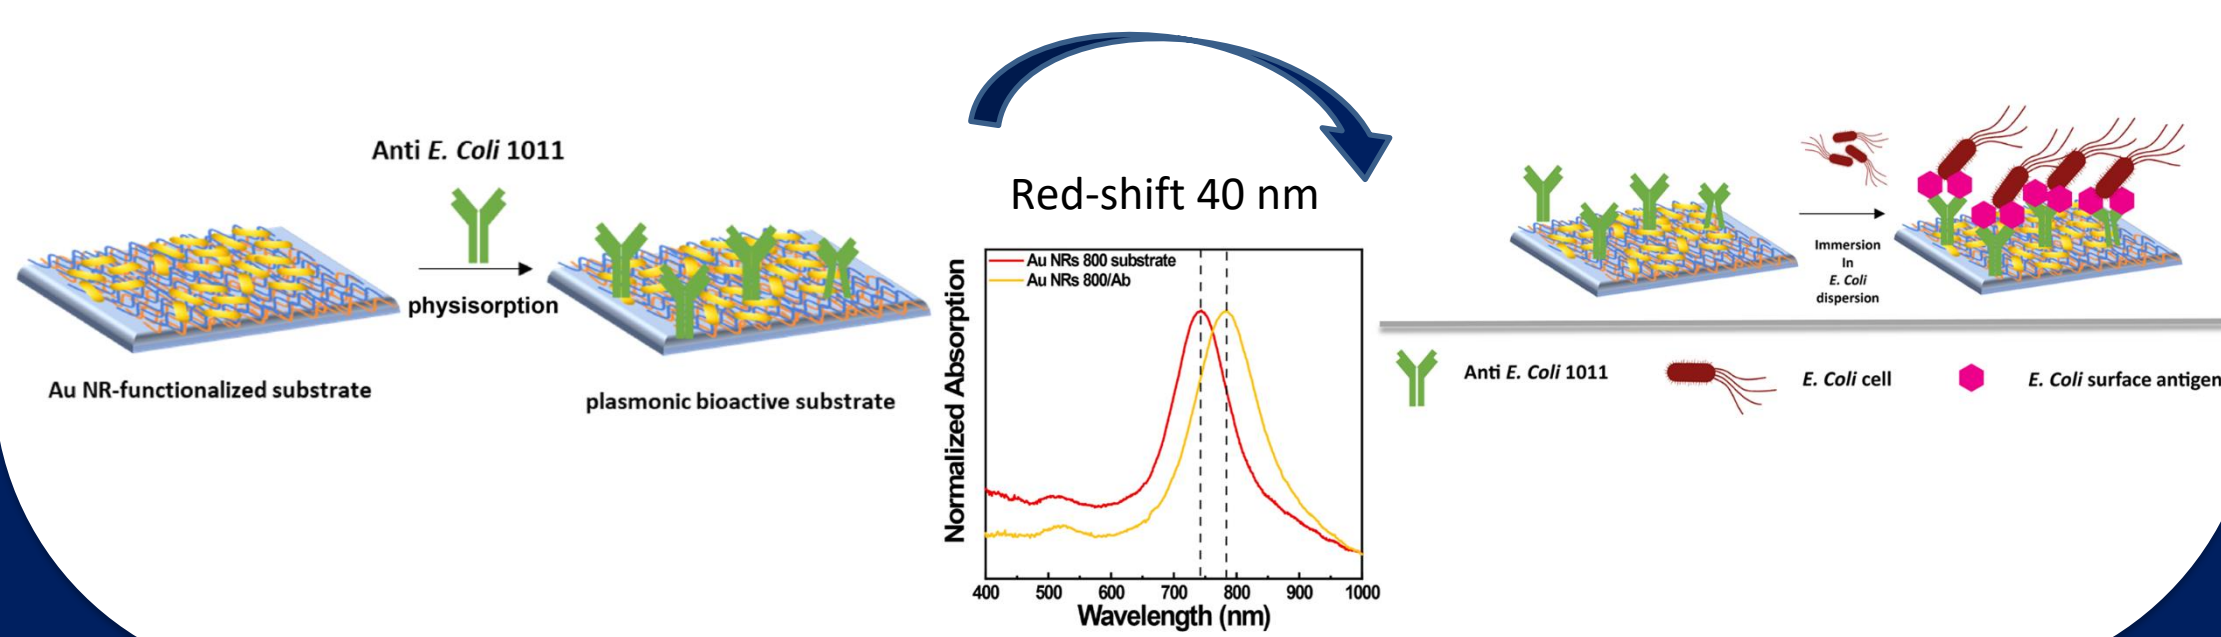 Anti E. Coli 1011
physisorption
Au NR-functionalized substrate
plasmonic bioactive substrate
Red-shift 40 nm
Au NRs 800 substrate
Au NRs 800/Ab
Normalized Absorption
400 500 600 700 800 900 1000
Wavelength (nm)
Immersion
In
E. Coli
dispersion
Anti E. Coli 1011
E. Coli cell
E. Coli surface antigen